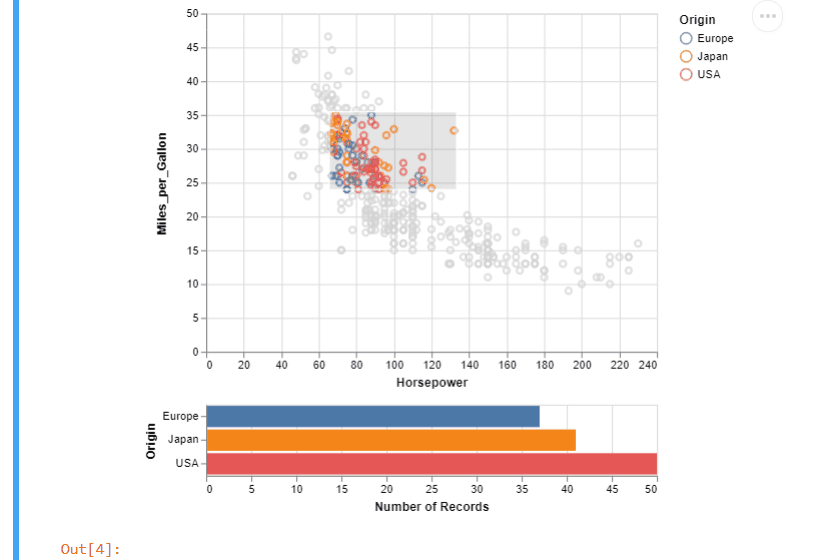 50
45
40
35
30
25
20
15
10
5
0
Miles_per_Gallon
0 20 40 60 80 100 120 140 160 180 200 220 240
Horsepower
Origin
Europe
Japan
USA
Origin
Europe
Japan
USA
0 5 10 15 20 25 30 35 40 45 50
Number of Records
Out[4]: